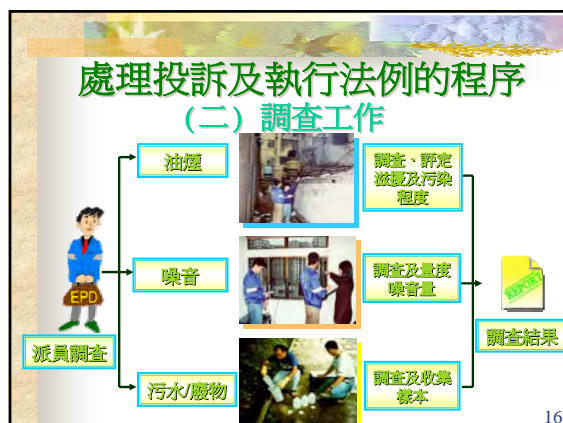 處理投訴及執行法例的程序
(二) 調查工作
油煙
調查、評定
滋擾及污染
程度
EPD
噪音
調查及量度
噪音量
REPORT
派員調查
調查結果
污水/廢物
調查及收集
樣本
16